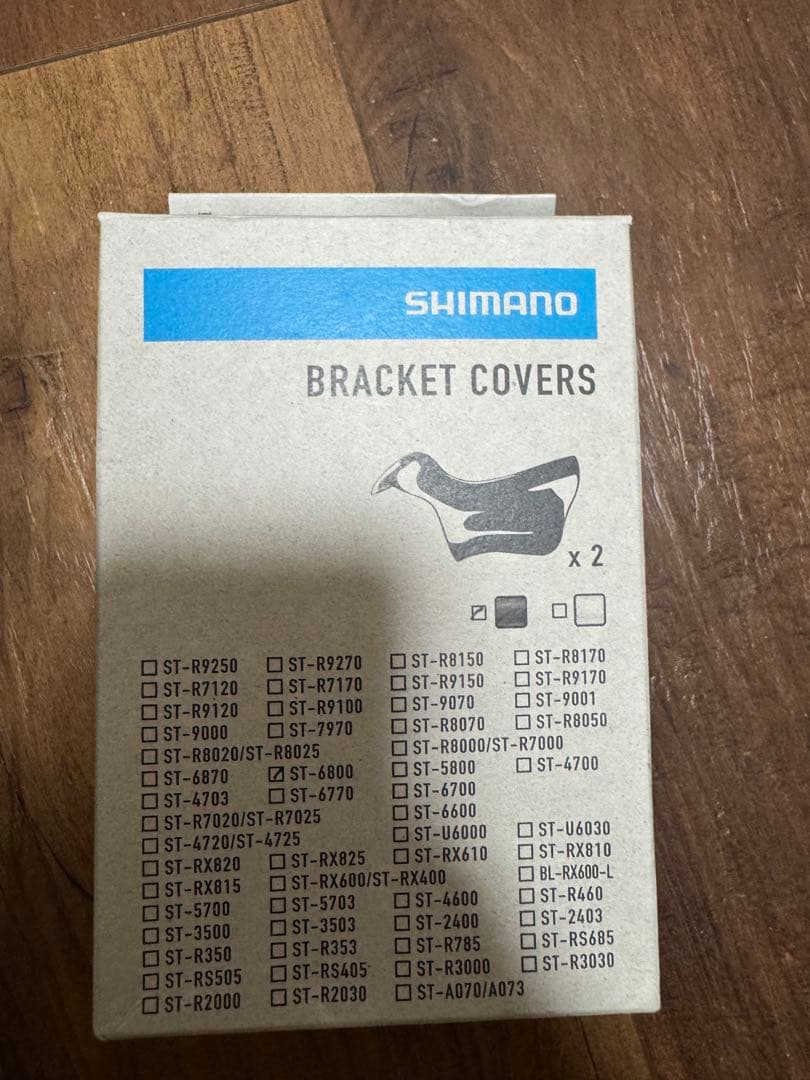 SHIMANO
BRACKET COVERS
x 2
ST-R9250 ST-R9270 ST-R8150 ST-R8170
ST-R7120 ST-R7170 ST-R9150 ST-R9170
ST-R9120 ST-R9100 ST-9070 ST-9001
ST-9000 ST-7970 ST-R8070 ST-R8050
ST-R8020/ST-R8025 ST-R8000/ST-R7000
ST-6870 ST-6800 ST-5800 ST-4700
ST-4703 ST-6770 ST-6700
ST-R7020/ST-R7025 ST-6600
ST-4720/ST-4725 ST-U6000 ST-U6030
ST-RX820 ST-RX825 ST-RX610 ST-RX810
ST-RX815 ST-RX600/ST-RX400 BL-RX600-L
ST-5700 ST-5703 ST-4600 ST-R460
ST-3500 ST-3503 ST-2400 ST-2403
ST-R350 ST-R353 ST-R785 ST-RS685
ST-RS505 ST-RS405 ST-R3000 ST-R3030
ST-R2000 ST-R2030 ST-A070/A073